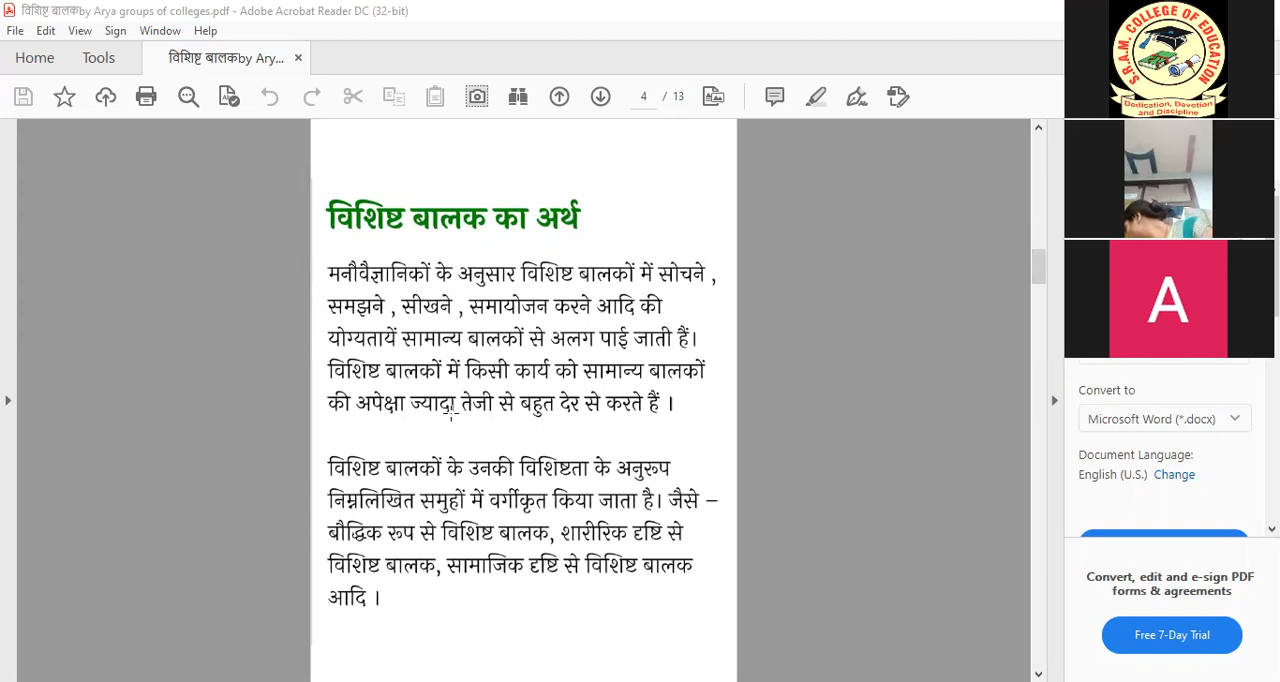 विशिष्ट बालकby Arya groups of colleges.pdf - Adobe Acrobat Reader DC (32-bit)
File Edit View Sign Window Help
Home Tools विशिष्ट बालकby Ary... ×
4 / 13
विशिष्ट बालक का अर्थ
मनौवैज्ञानिकों के अनुसार विशिष्ट बालकों में सोचने ,
समझने , सीखने , समायोजन करने आदि की
योग्यतायें सामान्य बालकों से अलग पाई जाती हैं।
विशिष्ट बालकों में किसी कार्य को सामान्य बालकों
की अपेक्षा ज्यादा तेजी से बहुत देर से करते हैं ।
विशिष्ट बालकों के उनकी विशिष्टता के अनुरूप
निम्नलिखित समुहों में वर्गीकृत किया जाता है। जैसे –
बौद्धिक रूप से विशिष्ट बालक, शारीरिक दृष्टि से
विशिष्ट बालक, सामाजिक दृष्टि से विशिष्ट बालक
आदि ।
S.R.A.M. COLLEGE OF EDUCATION
Dedication, Devotion
and Discipline
A
Convert to
Microsoft Word (*.docx)
Document Language:
English (U.S.) Change
Convert, edit and e-sign PDF
forms & agreements
Free 7-Day Trial